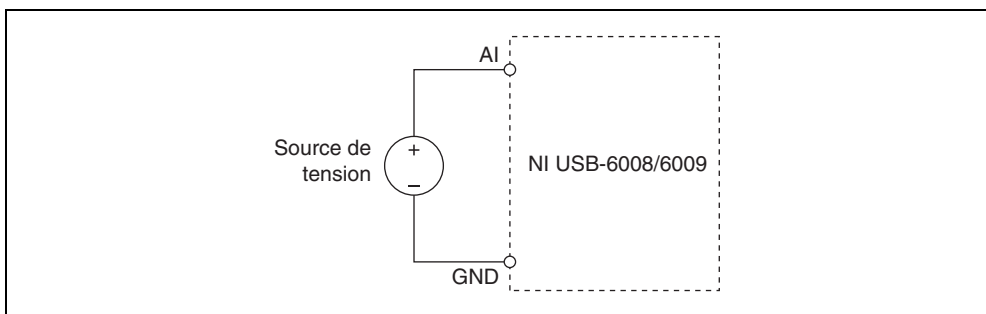 AI
Source de
tension
+
–
NI USB-6008/6009
GND